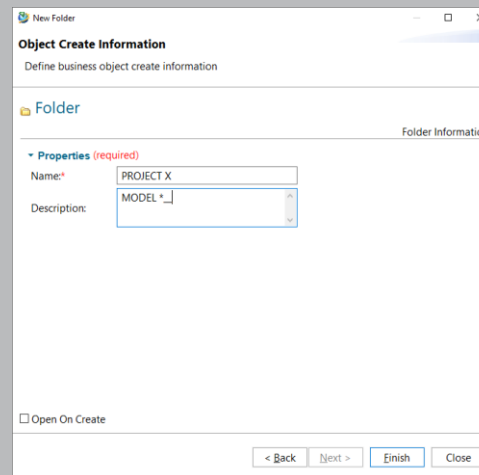 New Folder
Object Create Information
Define business object create information
Folder
Folder Informatio
Properties (required)
Name:* PROJECT X
Description: MODEL *_
Open On Create
< Back Next > Finish Close